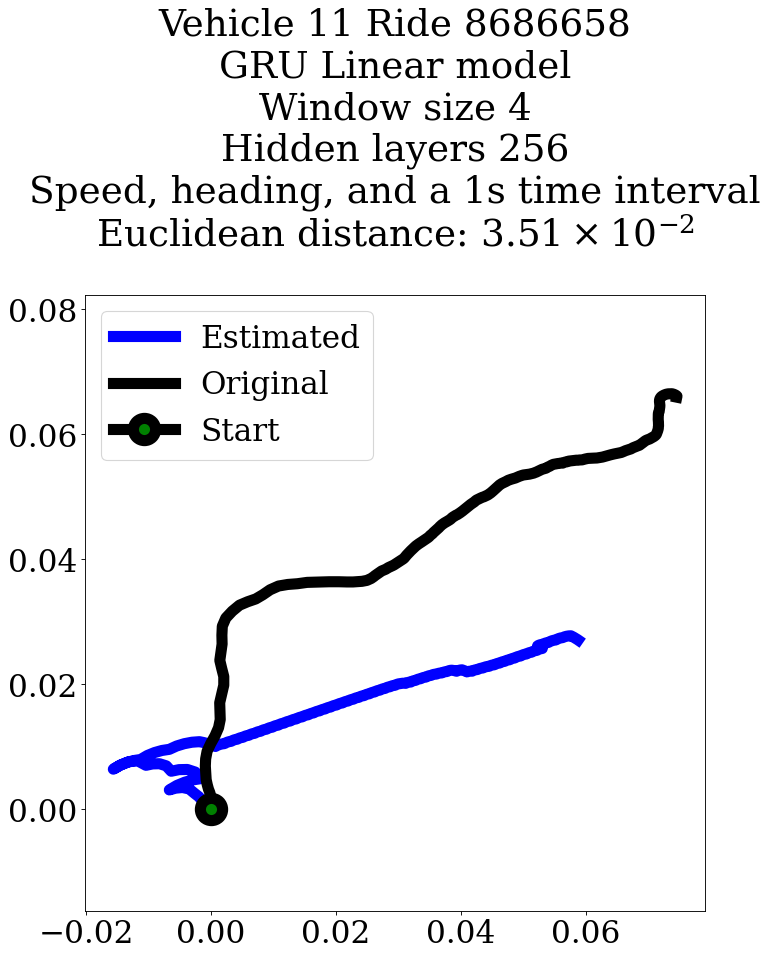 Vehicle 11 Ride 8686658
GRU Linear model
Window size 4
Hidden layers 256
Speed, heading, and a 1s time interval
Euclidean distance: 3.51 × 10⁻²
Estimated
Original
Start
0.08
0.06
0.04
0.02
0.00
−0.02 0.00 0.02 0.04 0.06